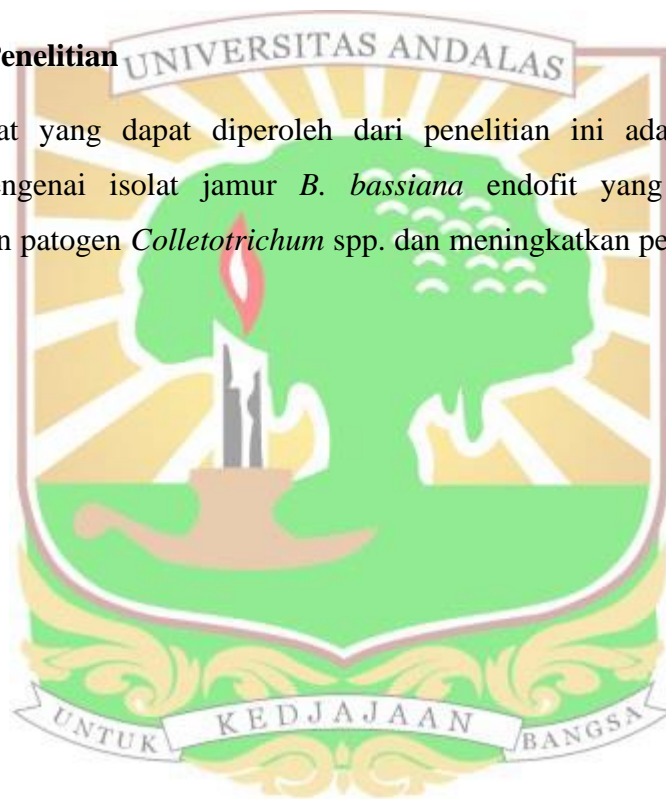 Penelitian
UNIVERSITAS ANDALAS
at yang dapat diperoleh dari penelitian ini ada
engenai isolat jamur B. bassiana endofit yang
n patogen Colletotrichum spp. dan meningkatkan pe
UNTUK KEDJAJAAN BANGSA